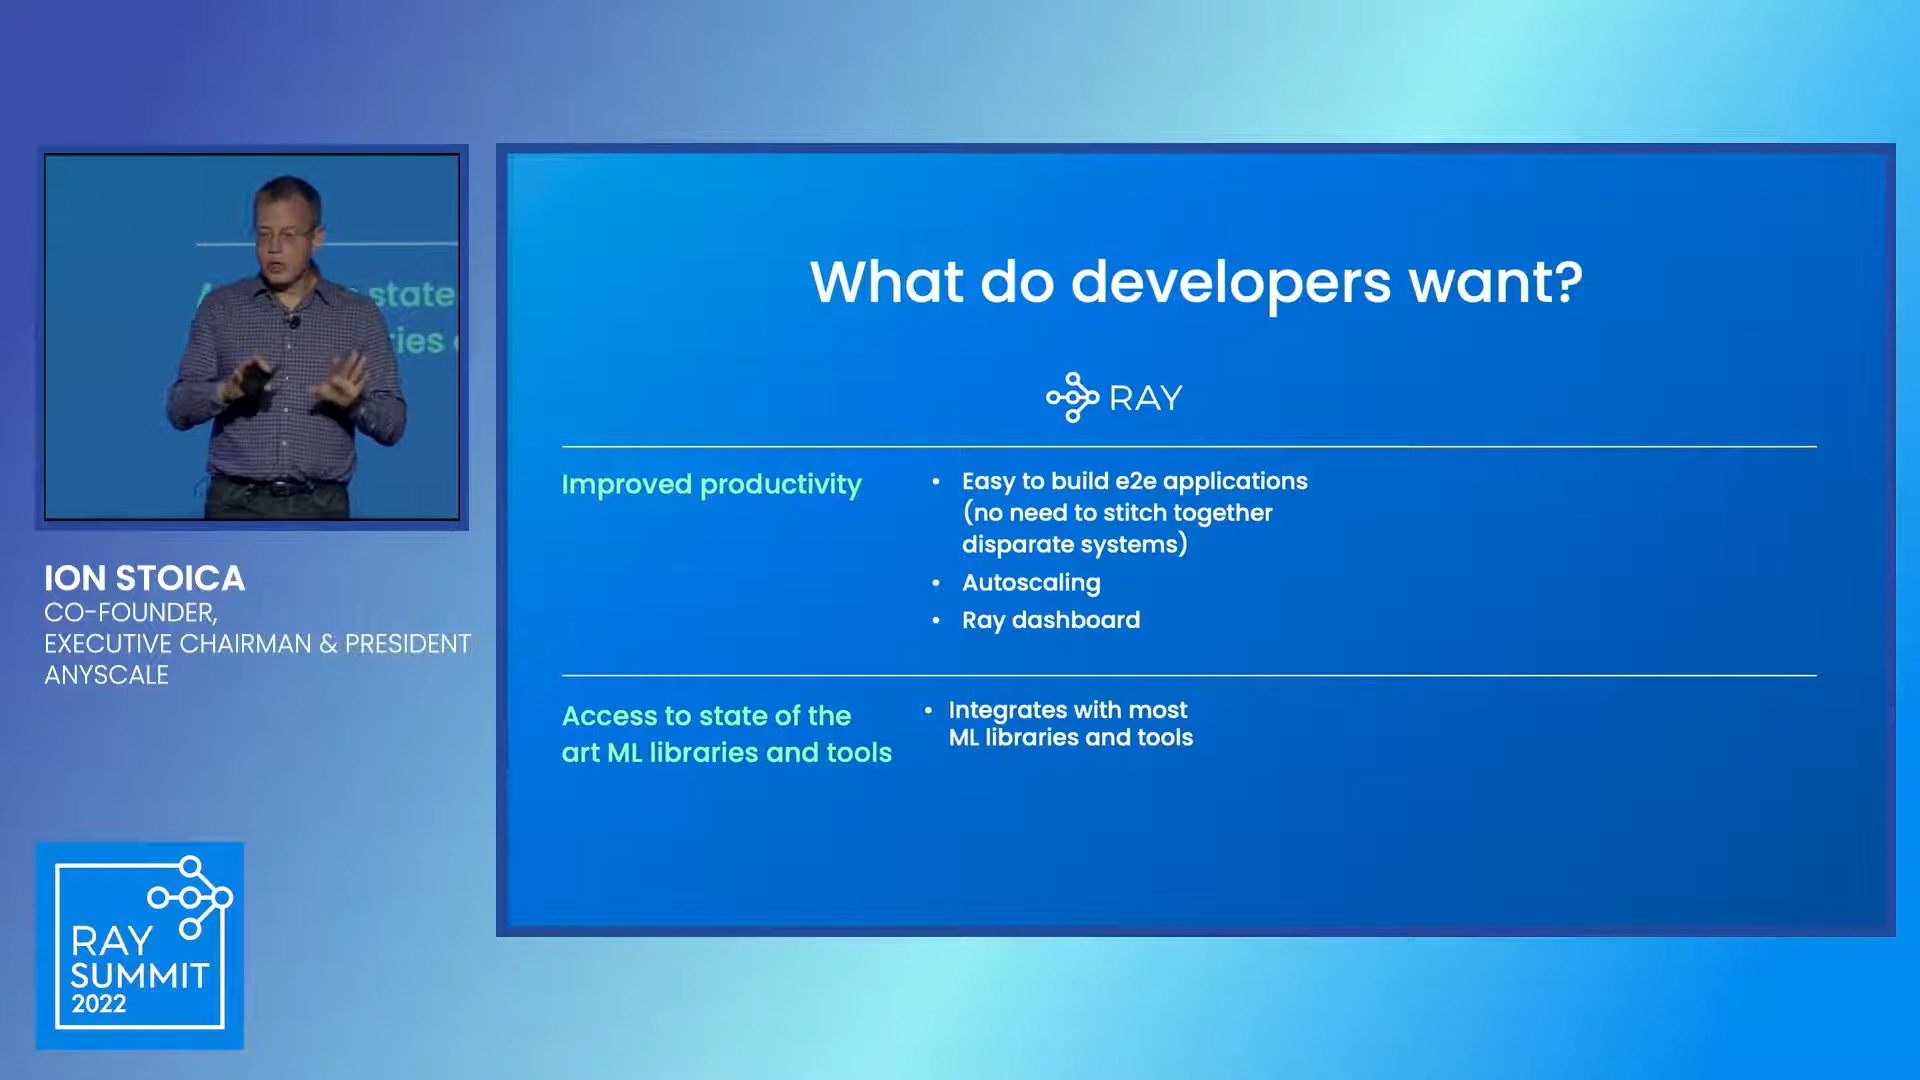 state
ries
ION STOICA
CO-FOUNDER,
EXECUTIVE CHAIRMAN & PRESIDENT
ANYSCALE
RAY
SUMMIT
2022
What do developers want?
RAY
Improved productivity
• Easy to build e2e applications
(no need to stitch together
disparate systems)
• Autoscaling
• Ray dashboard
Access to state of the
art ML libraries and tools
• Integrates with most
ML libraries and tools